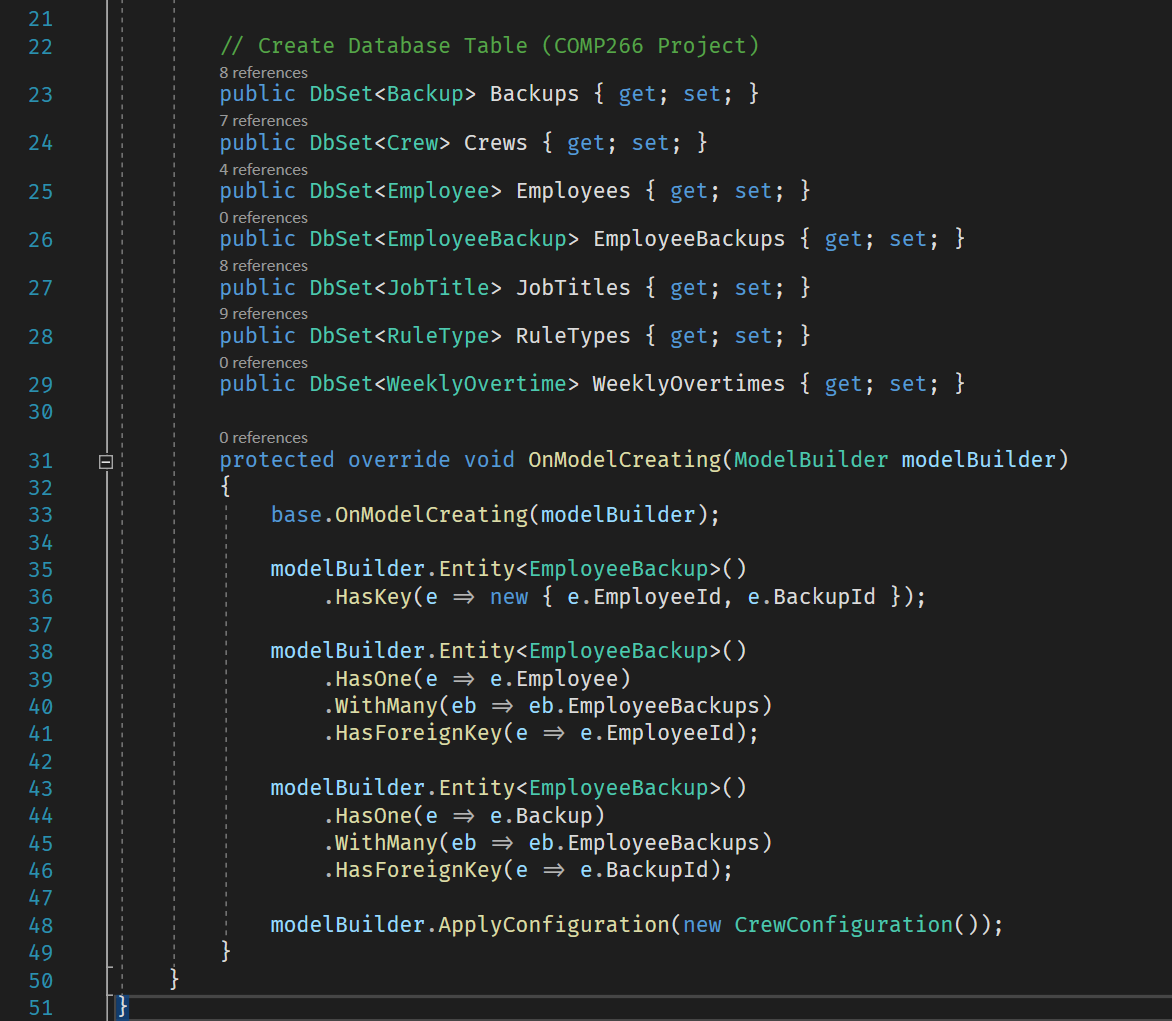 21
22 // Create Database Table (COMP266 Project)
8 references
23 public DbSet<Backup> Backups { get; set; }
7 references
24 public DbSet<Crew> Crews { get; set; }
4 references
25 public DbSet<Employee> Employees { get; set; }
0 references
26 public DbSet<EmployeeBackup> EmployeeBackups { get; set; }
8 references
27 public DbSet<JobTitle> JobTitles { get; set; }
9 references
28 public DbSet<RuleType> RuleTypes { get; set; }
0 references
29 public DbSet<WeeklyOvertime> WeeklyOvertimes { get; set; }
30
0 references
31 protected override void OnModelCreating(ModelBuilder modelBuilder)
32 {
33 base.OnModelCreating(modelBuilder);
34
35 modelBuilder.Entity<EmployeeBackup>()
36 .HasKey(e => new { e.EmployeeId, e.BackupId });
37
38 modelBuilder.Entity<EmployeeBackup>()
39 .HasOne(e => e.Employee)
40 .WithMany(eb => eb.EmployeeBackups)
41 .HasForeignKey(e => e.EmployeeId);
42
43 modelBuilder.Entity<EmployeeBackup>()
44 .HasOne(e => e.Backup)
45 .WithMany(eb => eb.EmployeeBackups)
46 .HasForeignKey(e => e.BackupId);
47
48 modelBuilder.ApplyConfiguration(new CrewConfiguration());
49 }
50 }
51 }